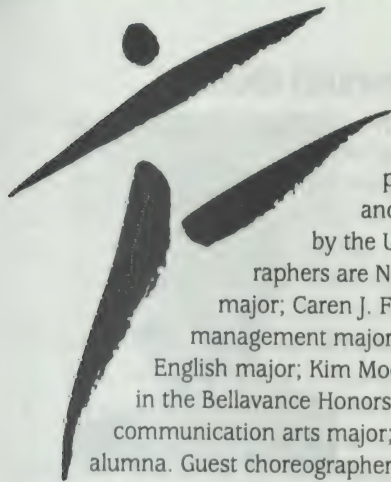 and
by the U
raphers are N
major; Caren J. F
management major
English major; Kim Mo
in the Bellavance Honors
communication arts major;
alumna. Guest choreographer